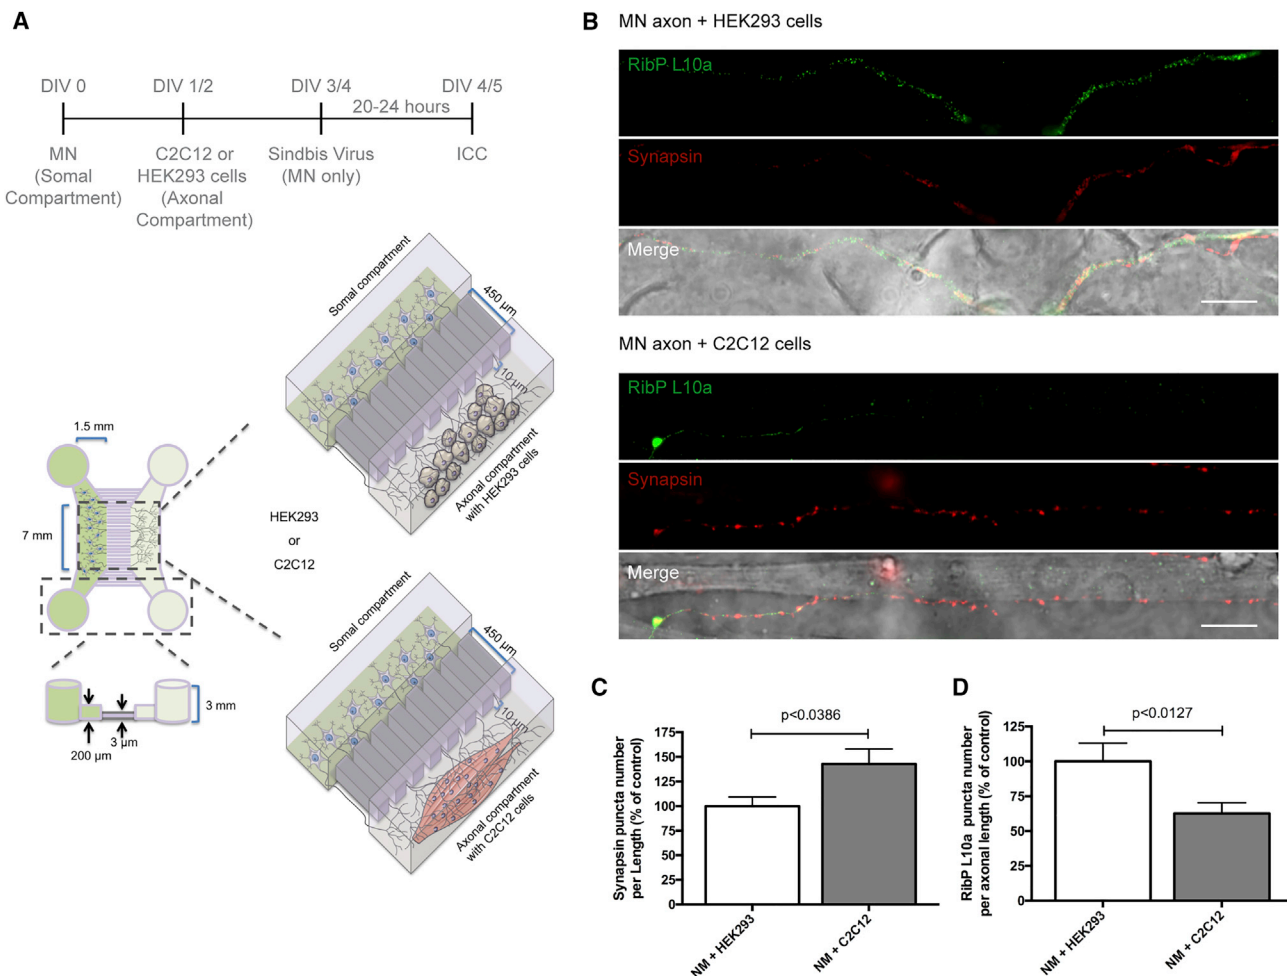 A
DIV 0
DIV 1/2
DIV 3/4
DIV 4/5
20-24 hours
MN
(Somal
Compartment)
C2C12 or
HEK293 cells
(Axonal
Compartment)
Sindbis Virus
(MN only)
ICC
Somal compartment
450 µm
10 µm
Axonal compartment
with HEK293 cells
1.5 mm
7 mm
HEK293
or
C2C12
3 mm
200 µm
3 µm
Somal compartment
450 µm
10 µm
Axonal compartment
with C2C12 cells
B
MN axon + HEK293 cells
RibP L10a
Synapsin
Merge
MN axon + C2C12 cells
RibP L10a
Synapsin
Merge
C
p<0.0386
Synapsin puncta number
per Length (% of control)
175
150
125
100
75
50
25
0
NM + HEK293
NM + C2C12
D
p<0.0127
RibP L10a puncta number
per axonal length (% of control)
125
100
75
50
25
0
NM + HEK293
NM + C2C12